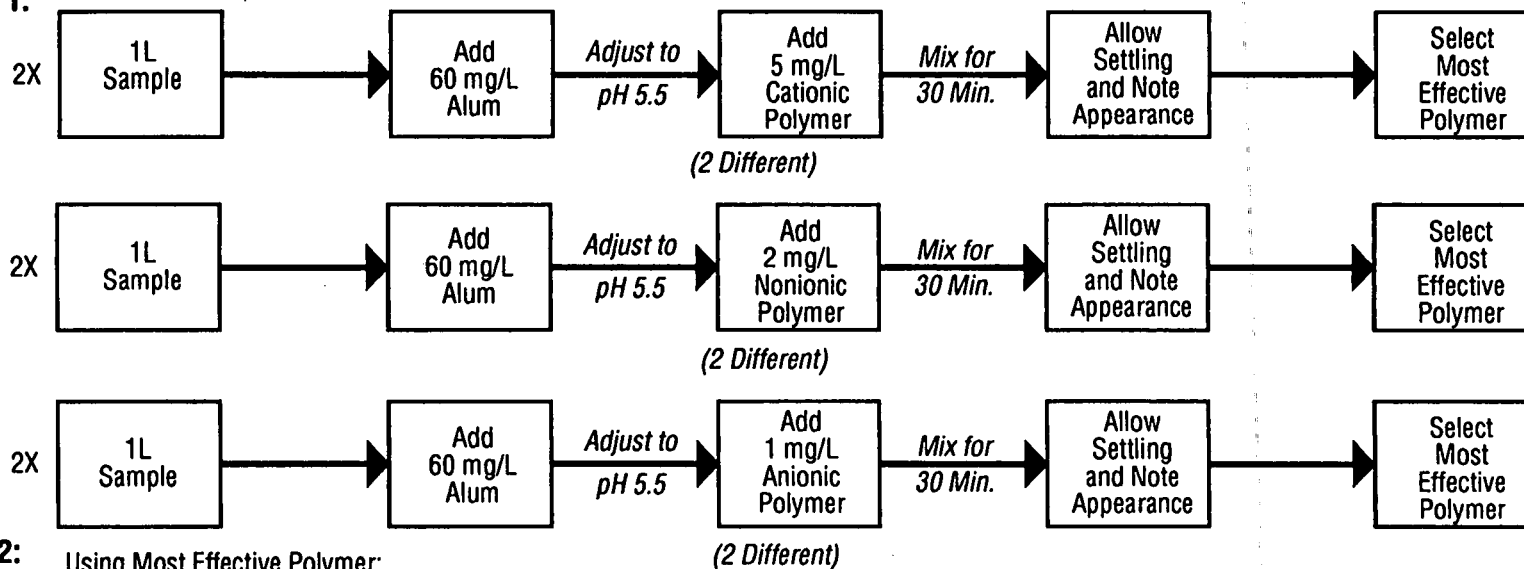 1:
2X
1L
Sample
Add
60 mg/L
Alum
Adjust to
pH 5.5
Add
5 mg/L
Cationic
Polymer
(2 Different)
Mix for
30 Min.
Allow
Settling
and Note
Appearance
Select
Most
Effective
Polymer
2X
1L
Sample
Add
60 mg/L
Alum
Adjust to
pH 5.5
Add
2 mg/L
Nonionic
Polymer
(2 Different)
Mix for
30 Min.
Allow
Settling
and Note
Appearance
Select
Most
Effective
Polymer
2X
1L
Sample
Add
60 mg/L
Alum
Adjust to
pH 5.5
Add
1 mg/L
Anionic
Polymer
(2 Different)
Mix for
30 Min.
Allow
Settling
and Note
Appearance
Select
Most
Effective
Polymer
2:
Using Most Effective Polymer: